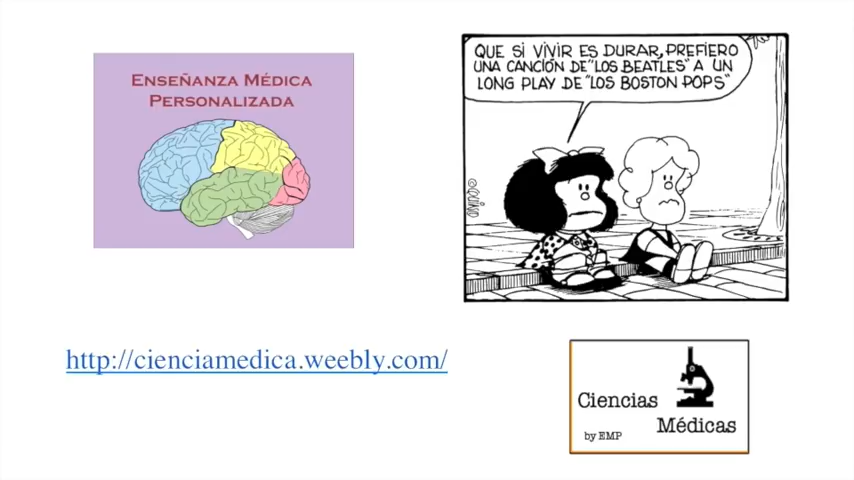 ENSEÑANZA MÉDICA
PERSONALIZADA
QUE SI VIVIR ES DURAR, PREFIERO
UNA CANCIÓN DE "LOS BEATLES" A UN
LONG PLAY DE "LOS BOSTON POPS"
©QUINO
http://cienciamedica.weebly.com/
Ciencias
Médicas
by EMP